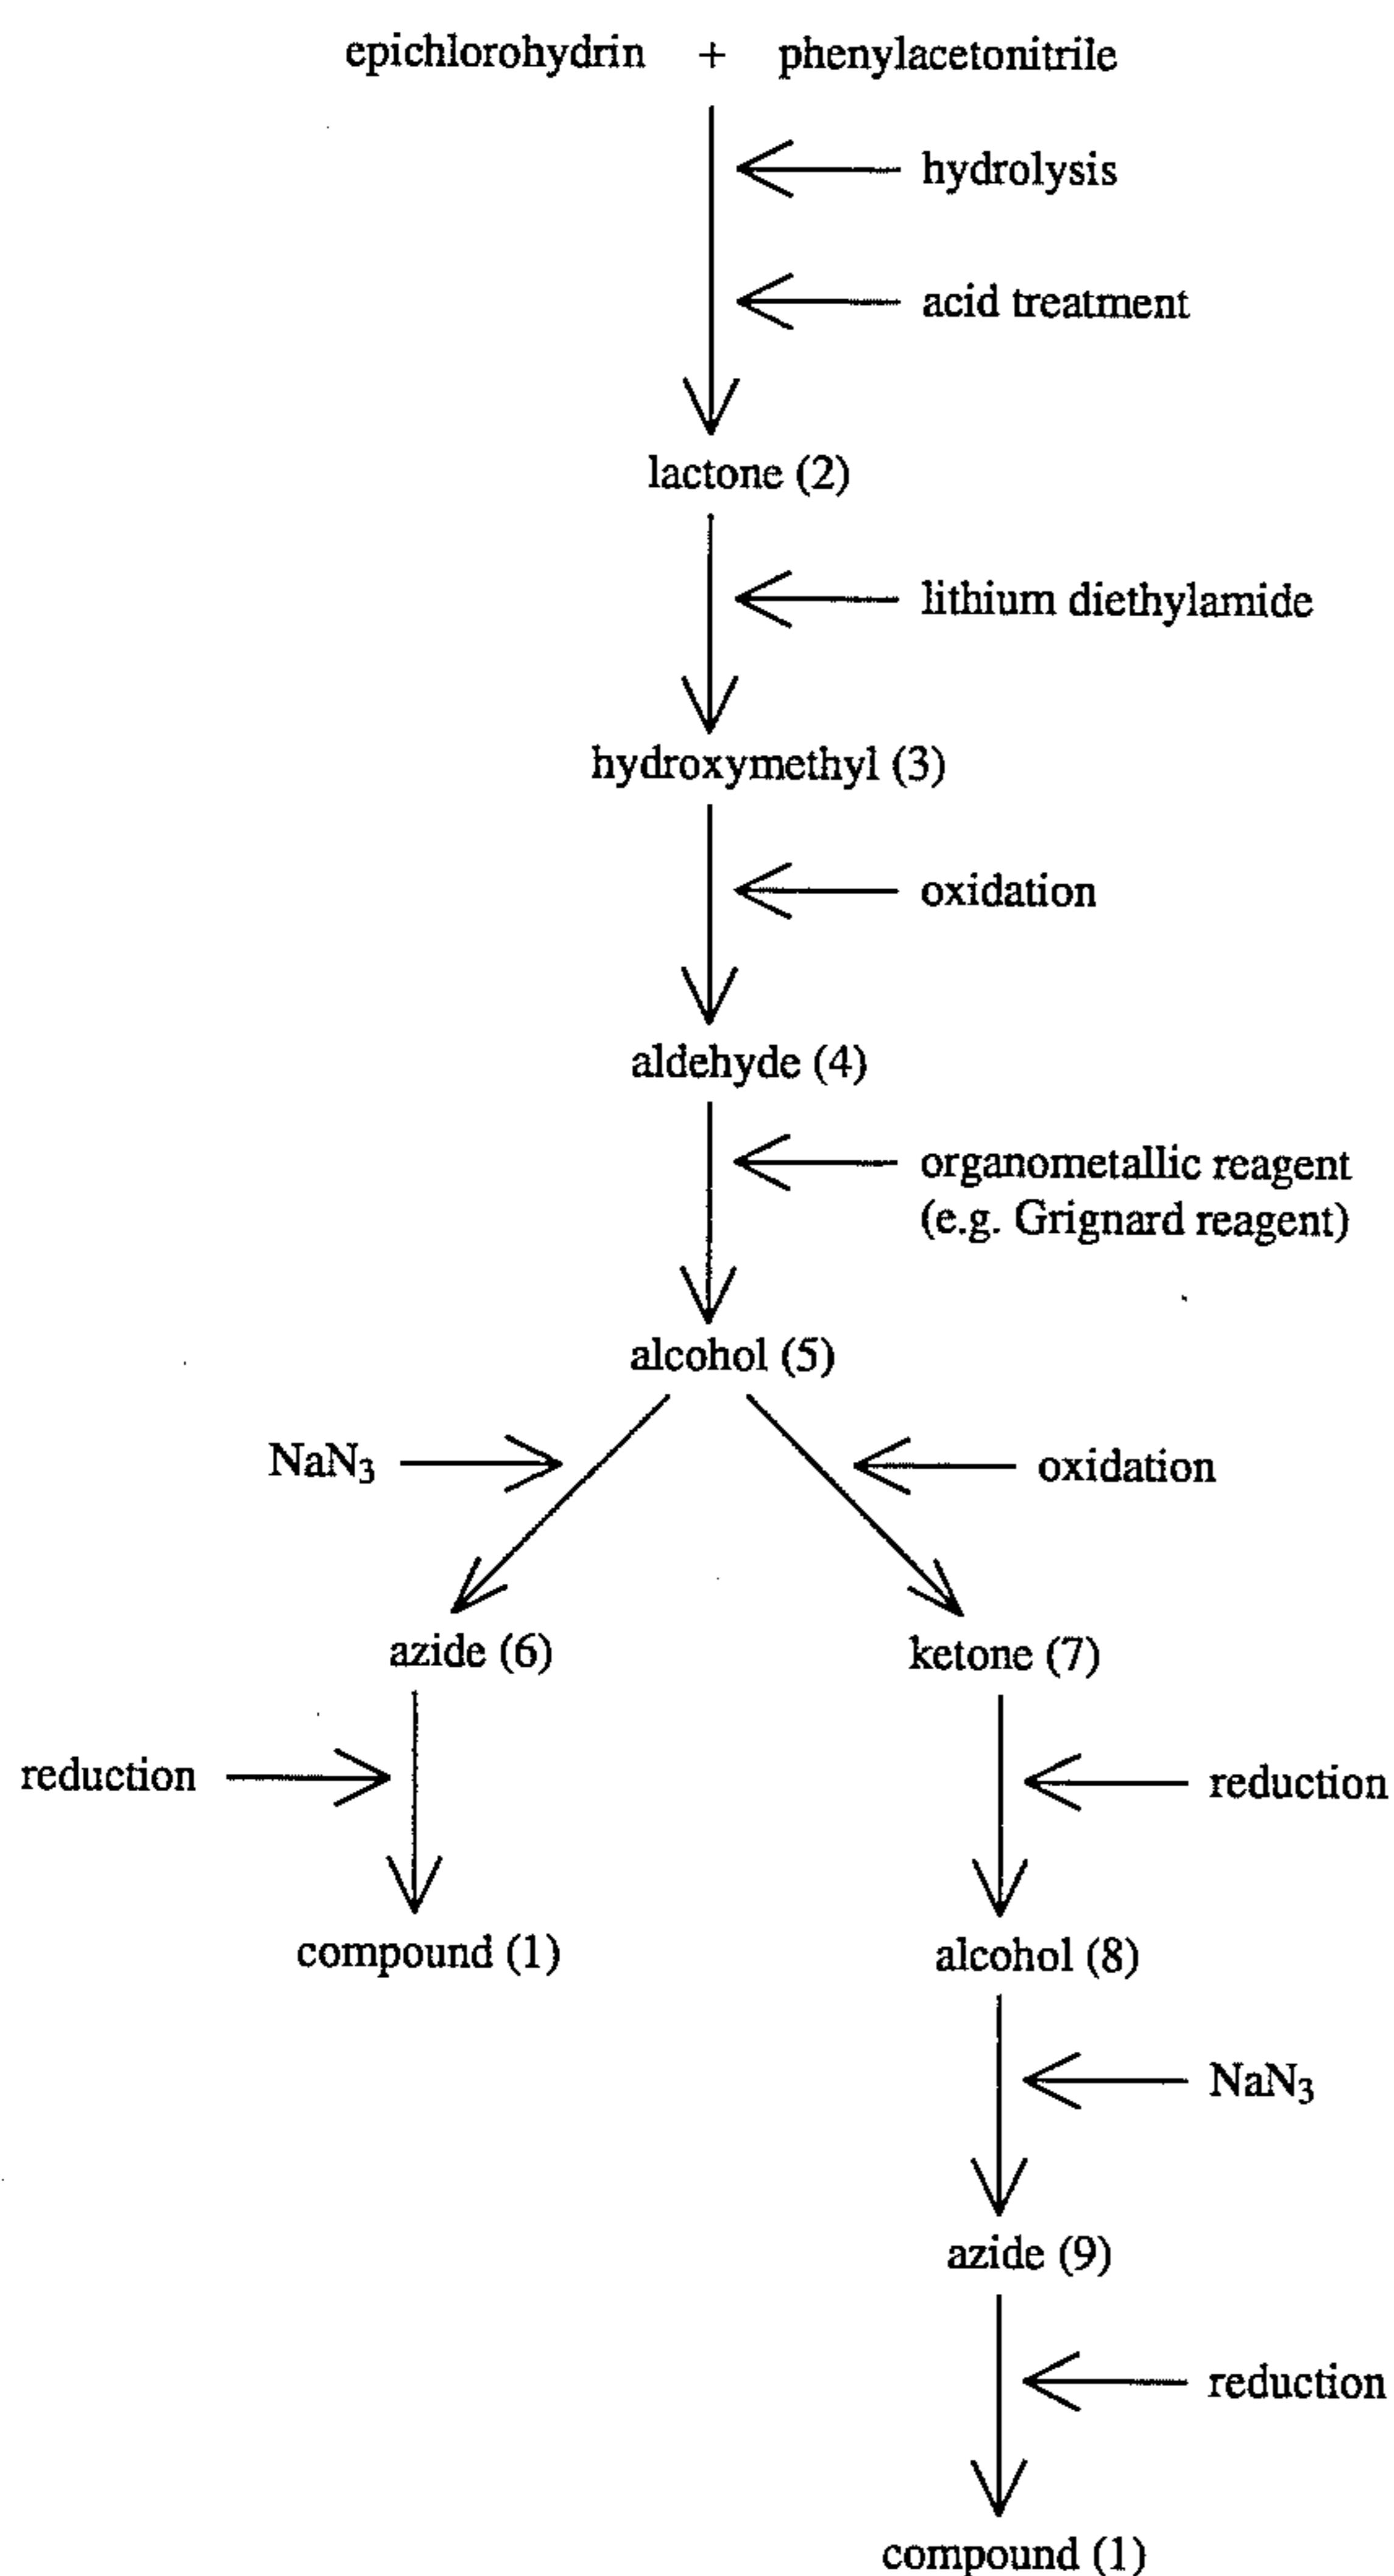 epichlorohydrin + phenylacetonitrile
hydrolysis
acid treatment
lactone (2)
lithium diethylamide
hydroxymethyl (3)
oxidation
aldehyde (4)
organometallic reagent
(e.g. Grignard reagent)
alcohol (5)
NaN₃ oxidation
azide (6) ketone (7)
reduction reduction
compound (1) alcohol (8)
NaN₃
azide (9)
reduction
compound (1)